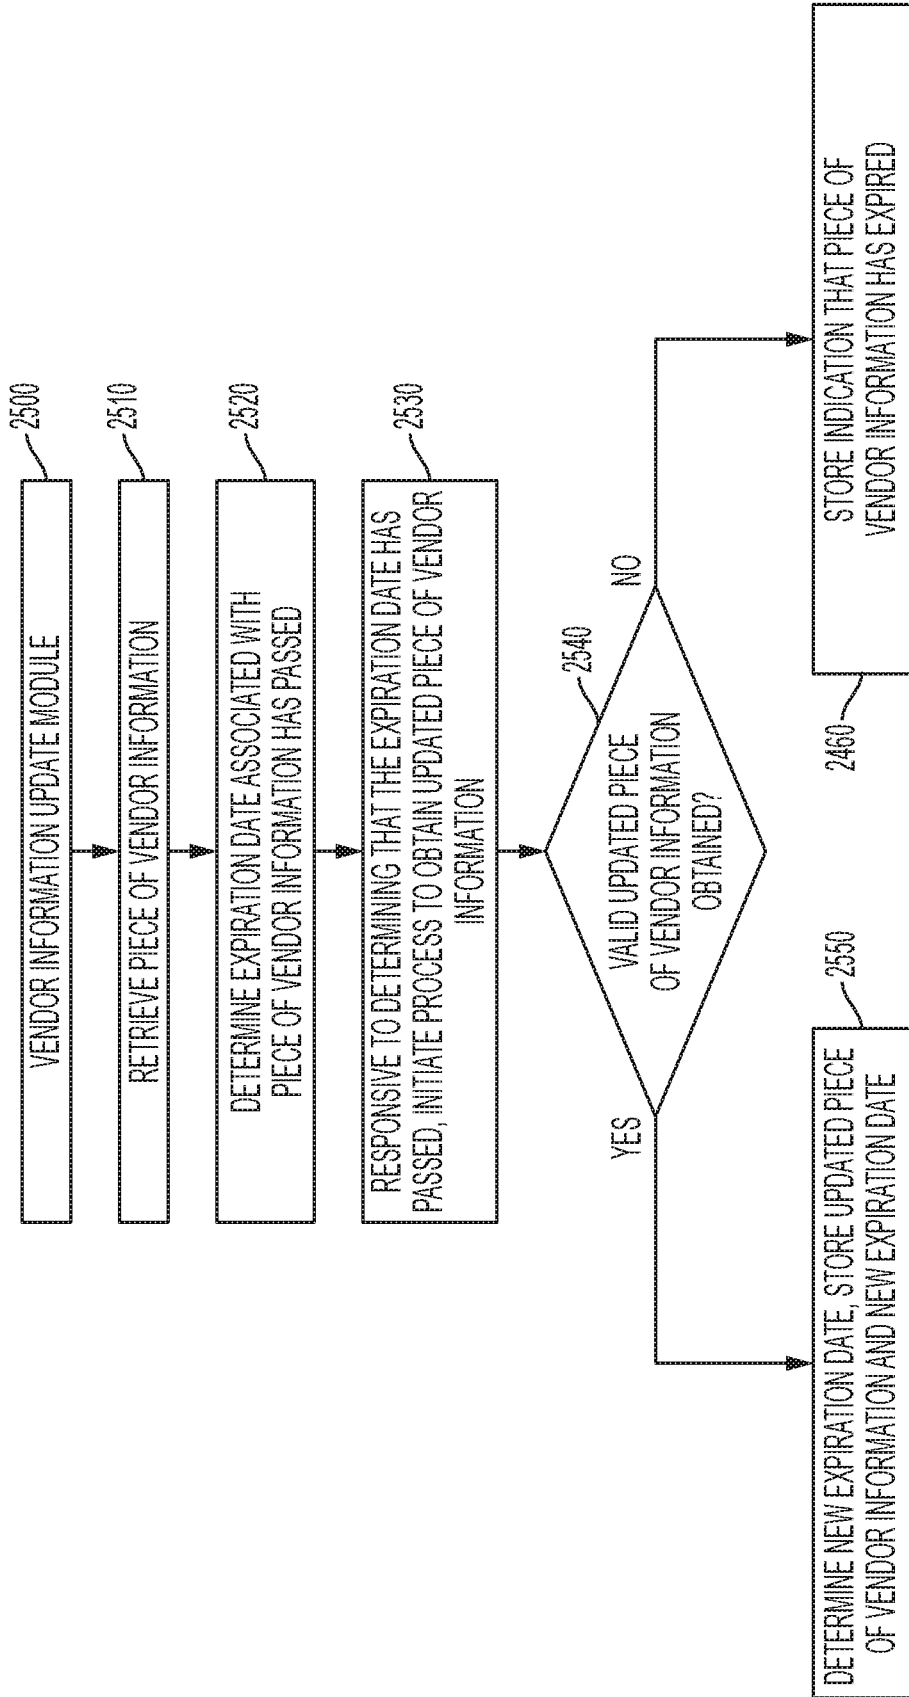 VENDOR INFORMATION UPDATE MODULE
2500
RETRIEVE PIECE OF VENDOR INFORMATION
2510
DETERMINE EXPIRATION DATE ASSOCIATED WITH
PIECE OF VENDOR INFORMATION HAS PASSED
2520
RESPONSIVE TO DETERMINING THAT THE EXPIRATION DATE HAS
PASSED, INITIATE PROCESS TO OBTAIN UPDATED PIECE OF VENDOR
INFORMATION
2530
VALID UPDATED PIECE
OF VENDOR INFORMATION
OBTAINED?
2540
YES
NO
DETERMINE NEW EXPIRATION DATE, STORE UPDATED PIECE
OF VENDOR INFORMATION AND NEW EXPIRATION DATE
2550
STORE INDICATION THAT PIECE OF
VENDOR INFORMATION HAS EXPIRED
2460